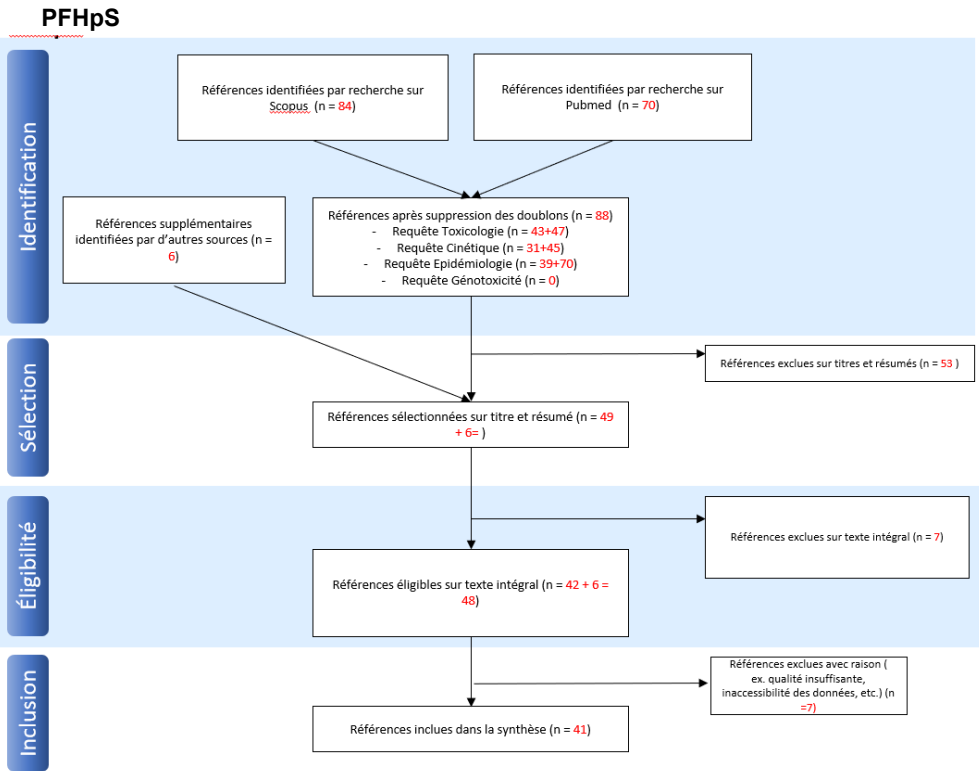 PFHpS
Identification
Références identifiées par recherche sur
Scopus (n = 84)
Références identifiées par recherche sur
Pubmed (n = 70)
Références supplémentaires
identifiées par d'autres sources (n =
6)
Références après suppression des doublons (n = 88)
- Requête Toxicologie (n = 43+47)
- Requête Cinétique (n = 31+45)
- Requête Epidémiologie (n = 39+70)
- Requête Génotoxicité (n = 0)
Sélection
Références exclues sur titres et résumés (n = 53 )
Références sélectionnées sur titre et résumé (n = 49
+ 6= )
Éligibilité
Références exclues sur texte intégral (n = 7)
Références éligibles sur texte intégral (n = 42 + 6 =
48)
Inclusion
Références exclues avec raison (
ex. qualité insuffisante,
inaccessibilité des données, etc.) (n
=7)
Références inclues dans la synthèse (n = 41)